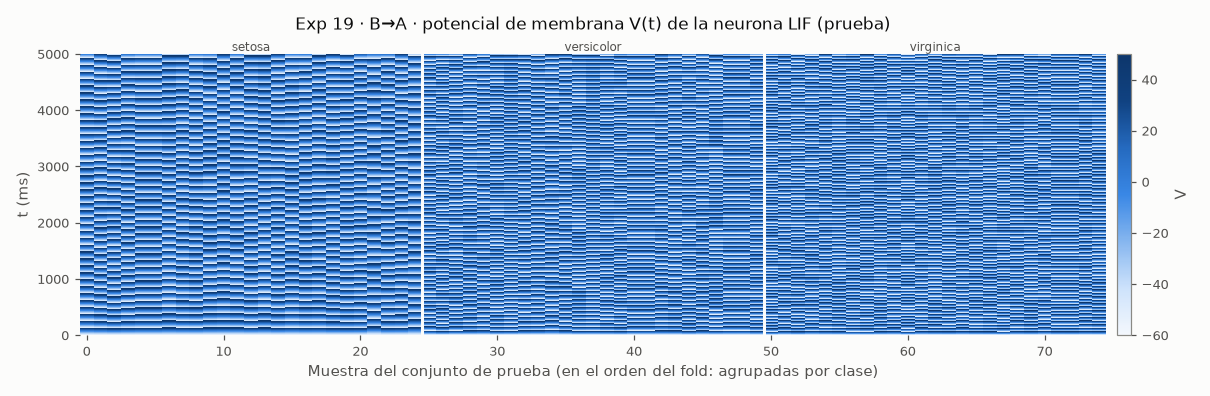 Exp 19 · B→A · potencial de membrana V(t) de la neurona LIF (prueba)
setosa
versicolor
virginica
5000
4000
3000
2000
1000
0
t (ms)
0
10
20
30
40
50
60
70
Muestra del conjunto de prueba (en el orden del fold: agrupadas por clase)
40
20
0
−20
−40
−60
V